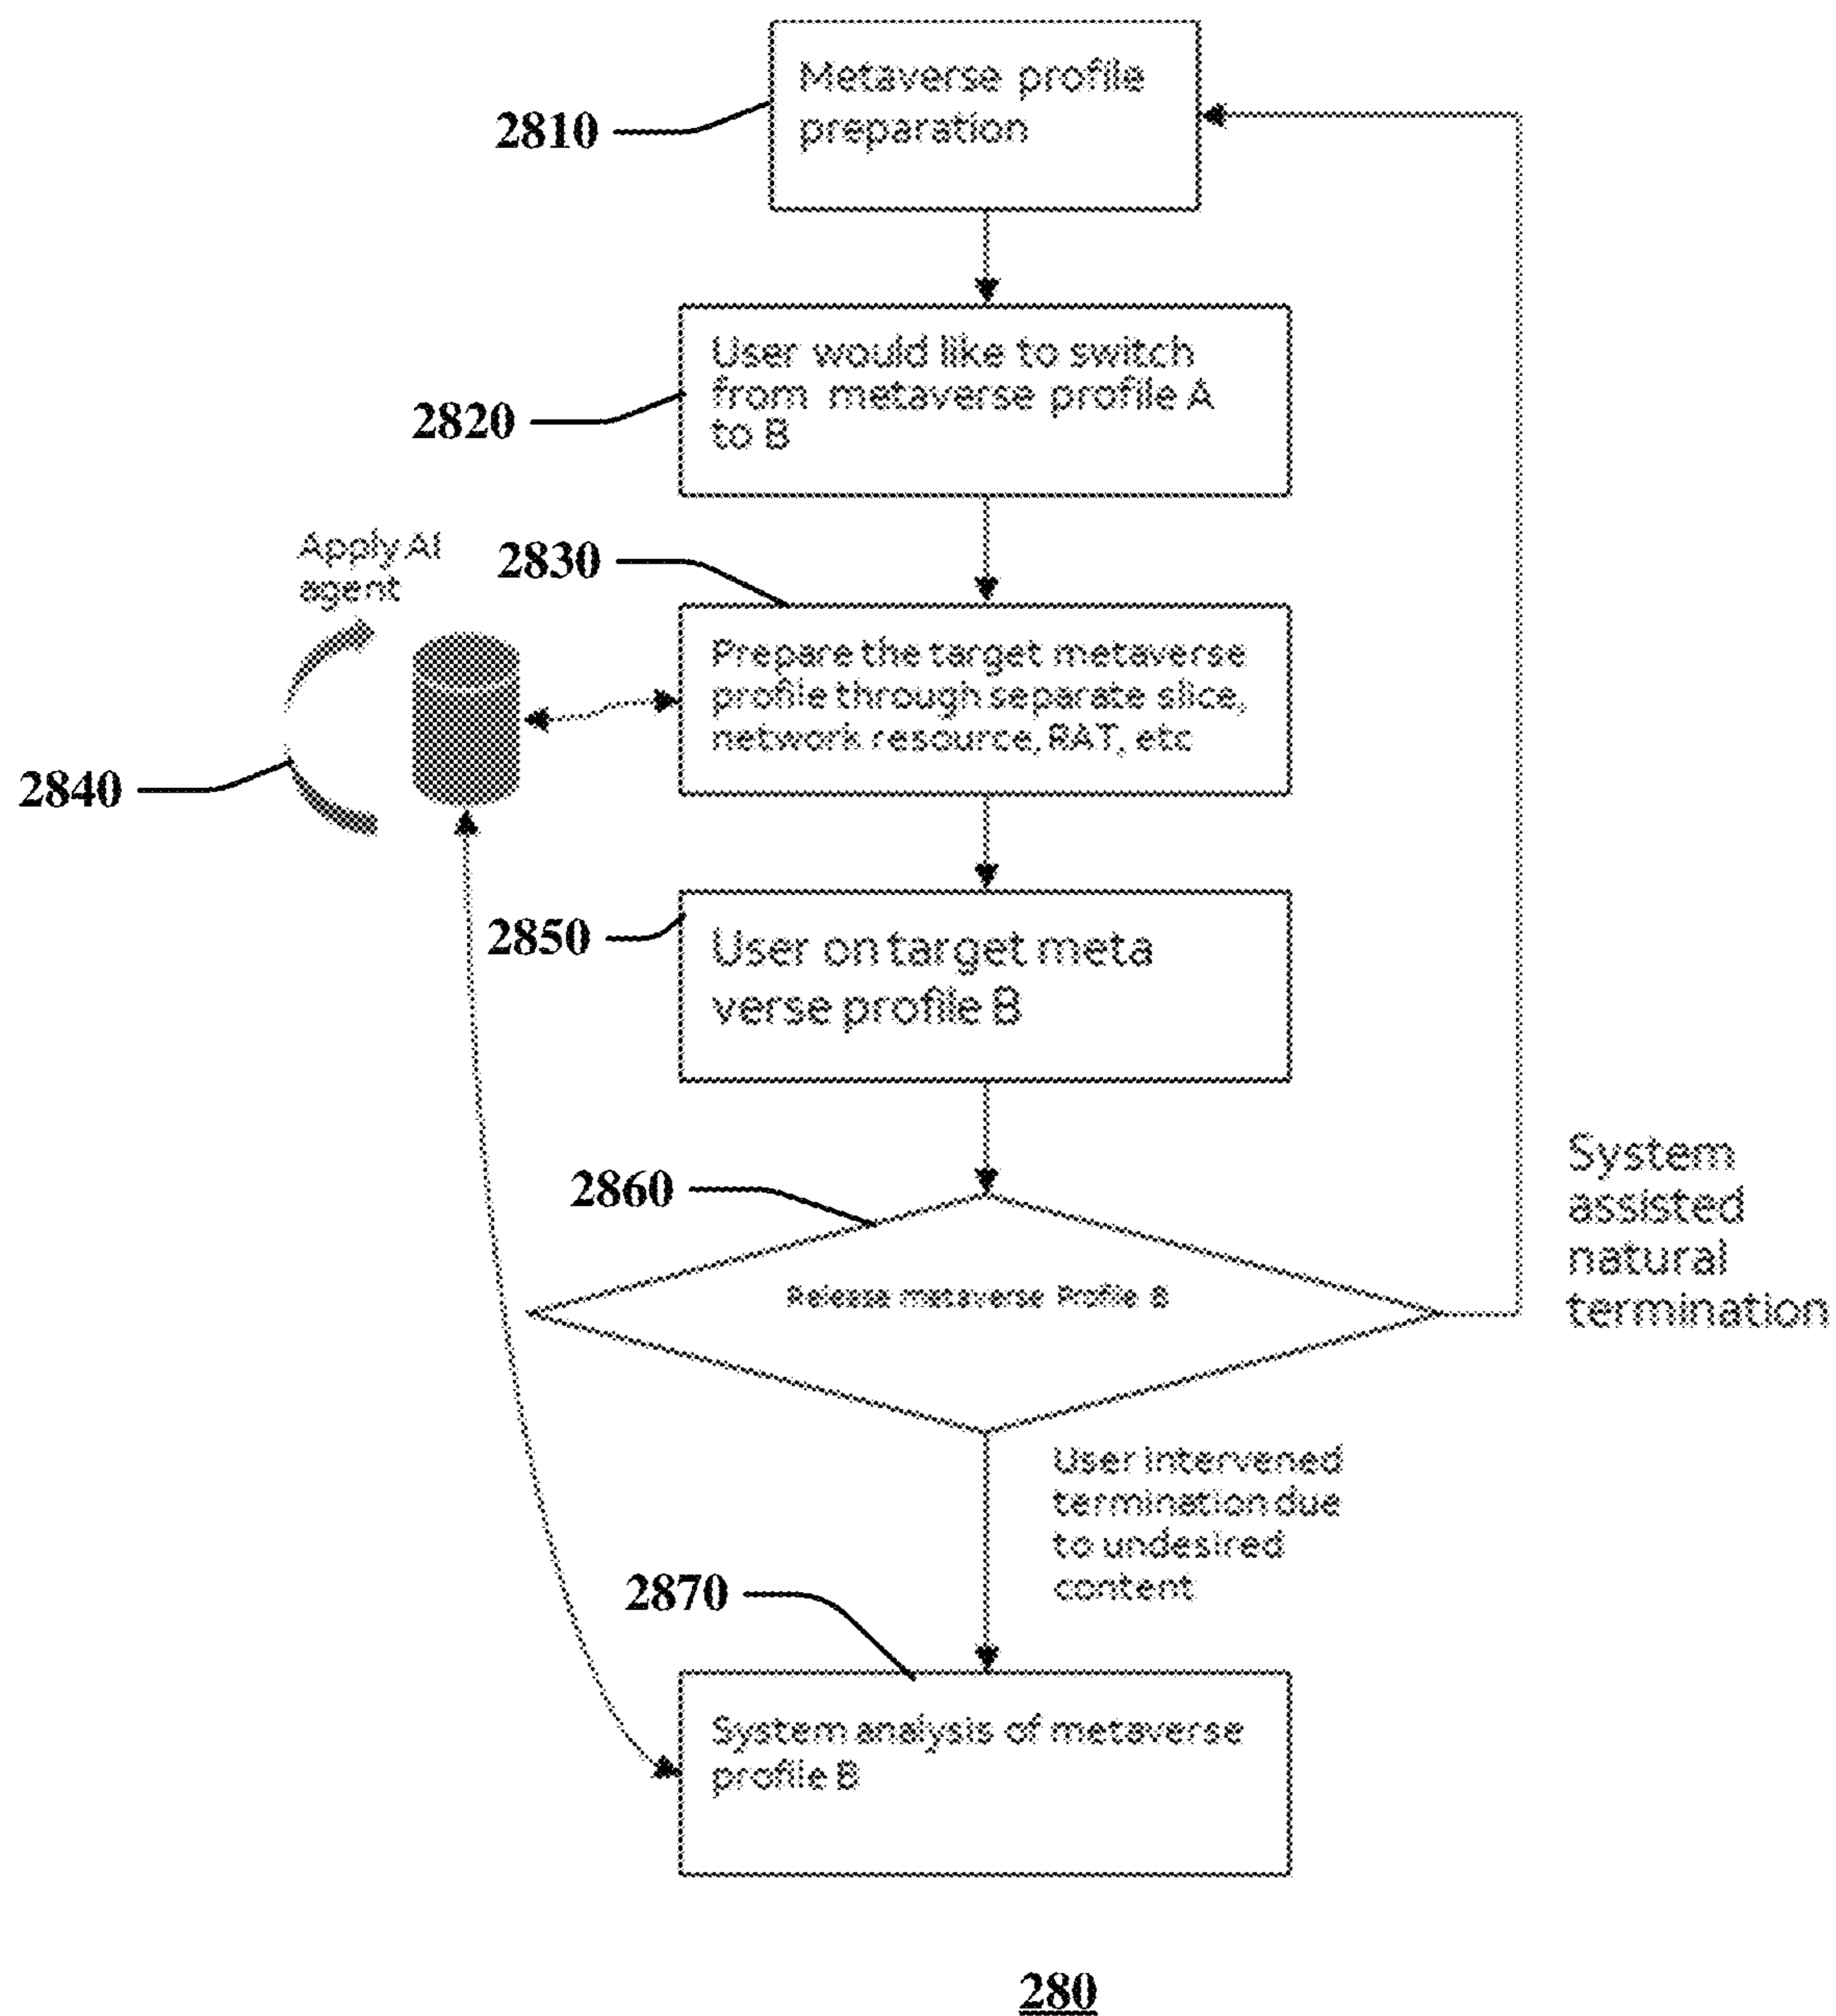 Metaverse profile
preparation
2810
User would like to switch
from metaverse profile A
to B
2820
Apply AI
agent
2830
Prepare the target metaverse
profile through separate slice,
network resource, RAT, etc
2840
2850
User on target meta
verse profile B
2860
Release metaverse Profile B
System
assisted
natural
termination
User intervened
termination due
to undesired
content
2870
System analysis of metaverse
profile B
280